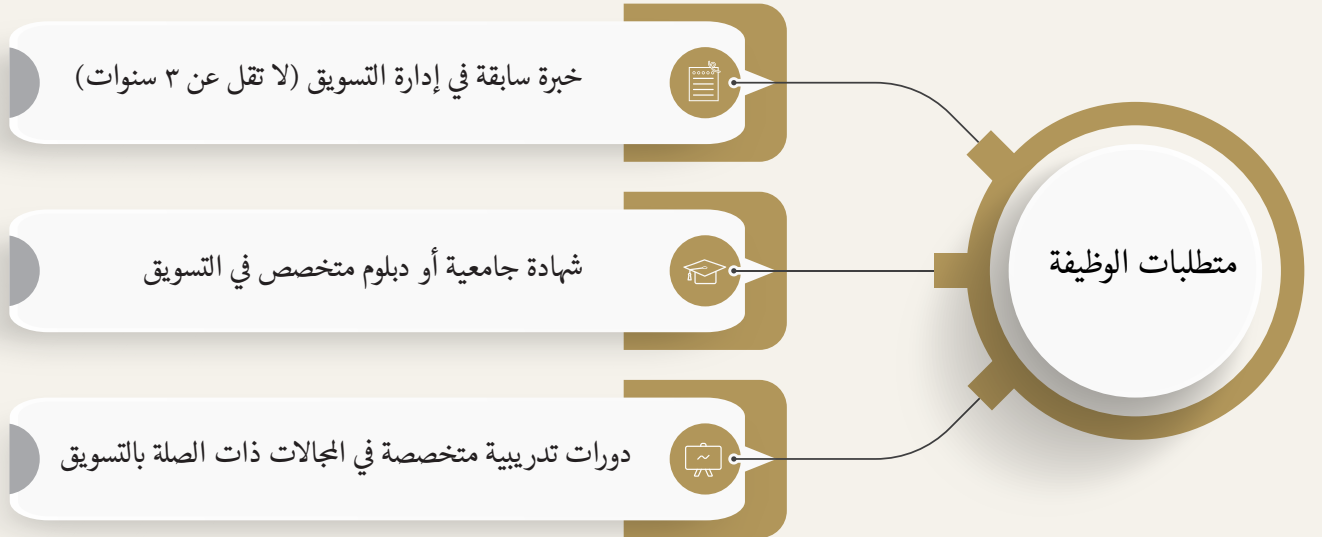 متطلبات الوظيفة
خبرة سابقة في إدارة التسويق (لا تقل عن ٣ سنوات)
شهادة جامعية أو دبلوم متخصص في التسويق
دورات تدريبية متخصصة في المجالات ذات الصلة بالتسويق